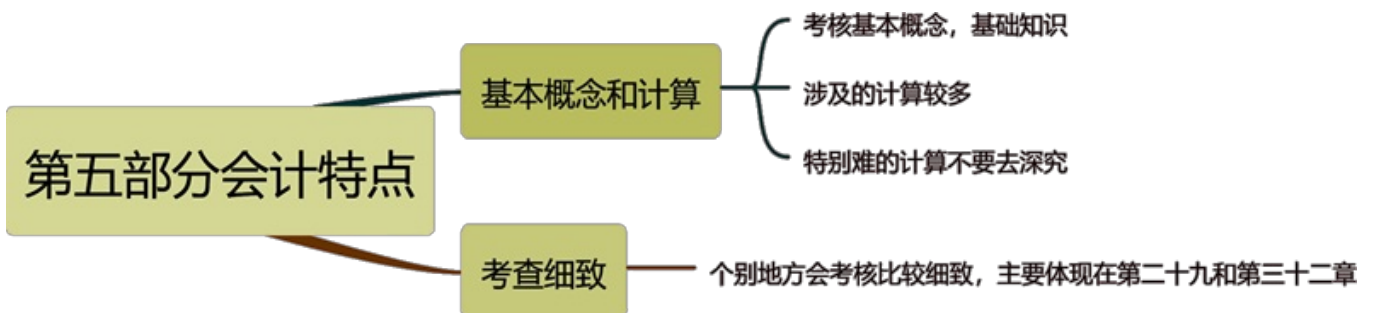 第五部分会计特点
基本概念和计算
考核基本概念，基础知识
涉及的计算较多
特别难的计算不要去深究
考查细致
个别地方会考核比较细致，主要体现在第二十九和第三十二章